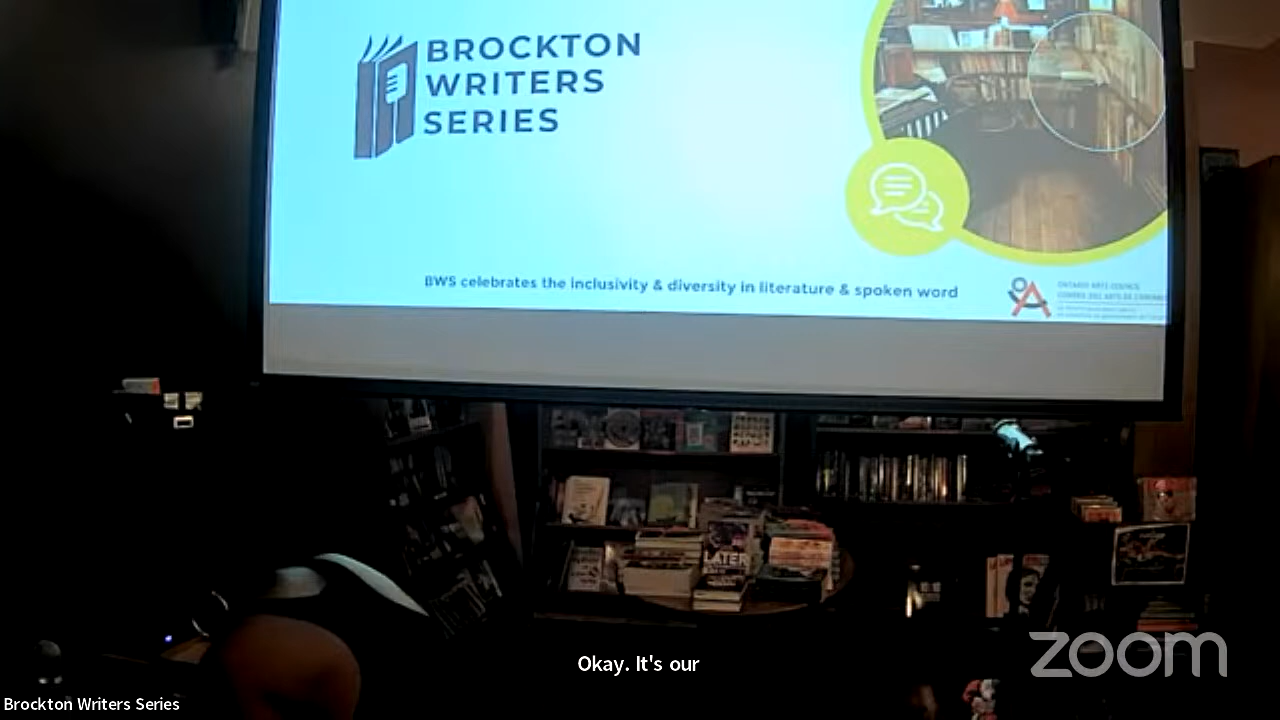 BROCKTON
WRITERS
SERIES
BWS celebrates the inclusivity & diversity in literature & spoken word
ONTARIO ARTS COUNCIL
LATER
Okay. It's our
zoom
Brockton Writers Series